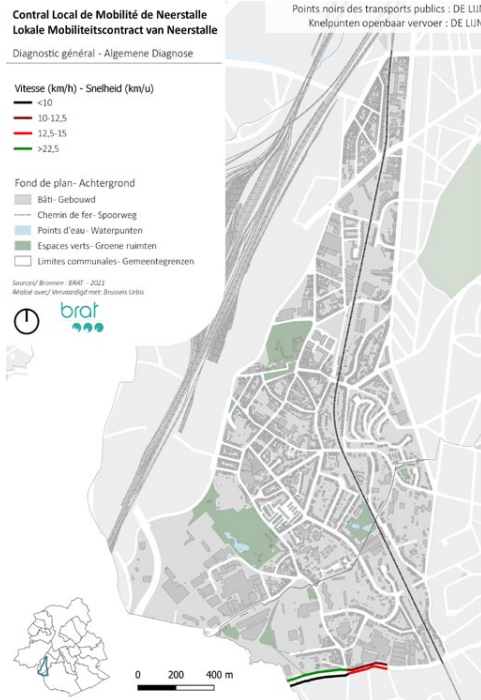 Contral Local de Mobilité de Neerstalle
Lokale Mobiliteitscontract van Neerstalle
Diagnostic général - Algemene Diagnose
Points noirs des transports publics : DE LIJN
Knelpunten openbaar vervoer : DE LIJN
Vitesse (km/h) - Snelheid (km/u)
<10
10-12,5
12,5-15
>22,5
Fond de plan- Achtergrond
Bâti- Gebouwd
Chemin de fer- Spoorweg
Points d'eau- Waterpunten
Espaces verts- Groene ruimten
Limites communales- Gemeentegrenzen
Sources/ Bronnen : BRAT - 2021
Réalisé avec/ Vervaardigd met: Brussels Urbis
brat
0 200 400 m